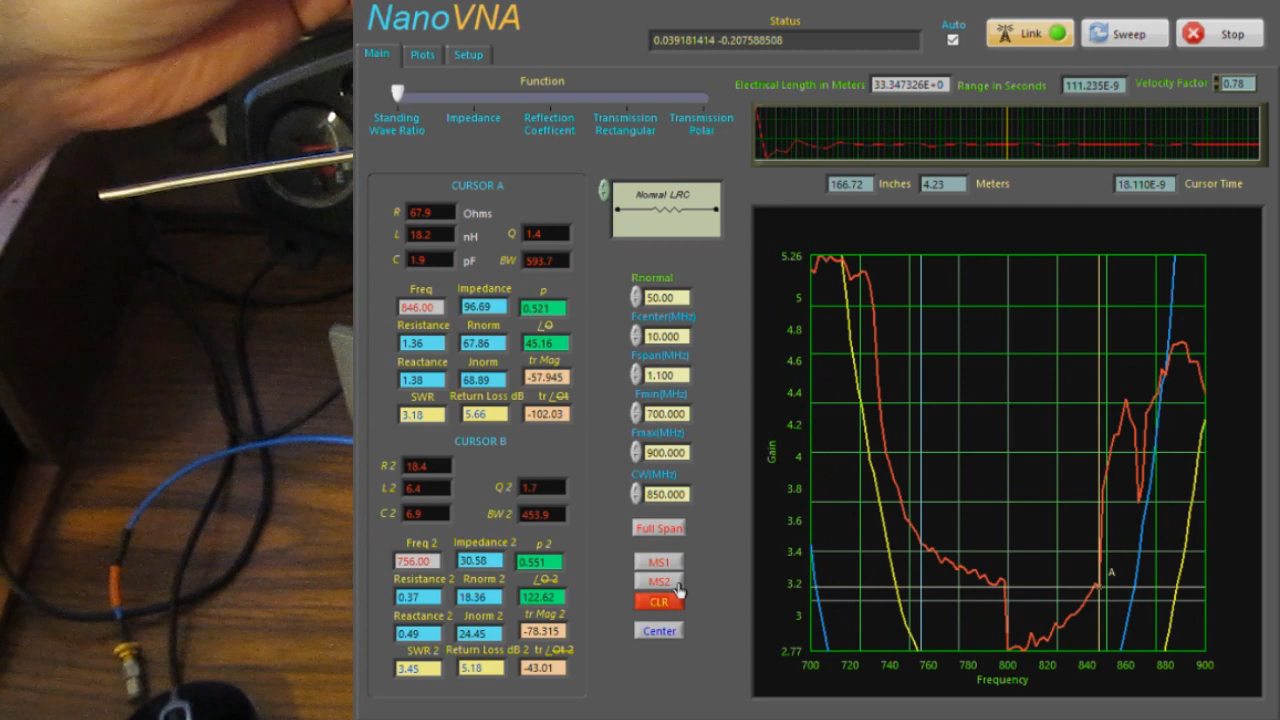 NanoVNA
Status
0.039181414 -0.207588508
Auto
Link
Sweep
Stop
Main
Plots
Setup
Function
Standing
Wave Ratio
Impedance
Reflection
Coefficent
Transmission
Rectangular
Transmission
Polar
Electrical Length in Meters 33.347326E+0 Range in Seconds 111.235E-9 Velocity Factor 0.78
166.72 Inches 4.23 Meters 18.110E-9 Cursor Time
CURSOR A
R 67.9 Ohms
L 18.2 nH Q 1.4
C 1.9 pF BW 593.7
Freq Impedance p
846.00 96.69 0.521
Resistance Rnorm /O
1.36 67.86 45.16
Reactance Jnorm tr Mag
1.38 68.89 -57.945
SWR Return Loss dB tr /Ot
3.18 5.66 -102.03
CURSOR B
R 2 18.4
L 2 6.4 Q 2 1.7
C 2 6.9 BW 2 453.9
Freq 2 Impedance 2 p 2
756.00 30.58 0.551
Resistance 2 Rnorm 2 /O 2
0.37 18.36 122.62
Reactance 2 Jnorm 2 tr Mag 2
0.49 24.45 -78.315
SWR 2 Return Loss dB 2 tr /Ot 2
3.45 5.18 -43.01
Normal LRC
Rnormal
50.00
Fcenter(MHz)
10.000
Fspan(MHz)
1.100
Fmin(MHz)
700.000
Fmax(MHz)
900.000
CW(MHz)
850.000
Full Span
MS1
MS2
CLR
Center
5.26
5
4.8
4.6
4.4
4.2
4
3.8
3.6
3.4
3.2
3
2.77
Gain
A
700 720 740 760 780 800 820 840 860 880 900
Frequency